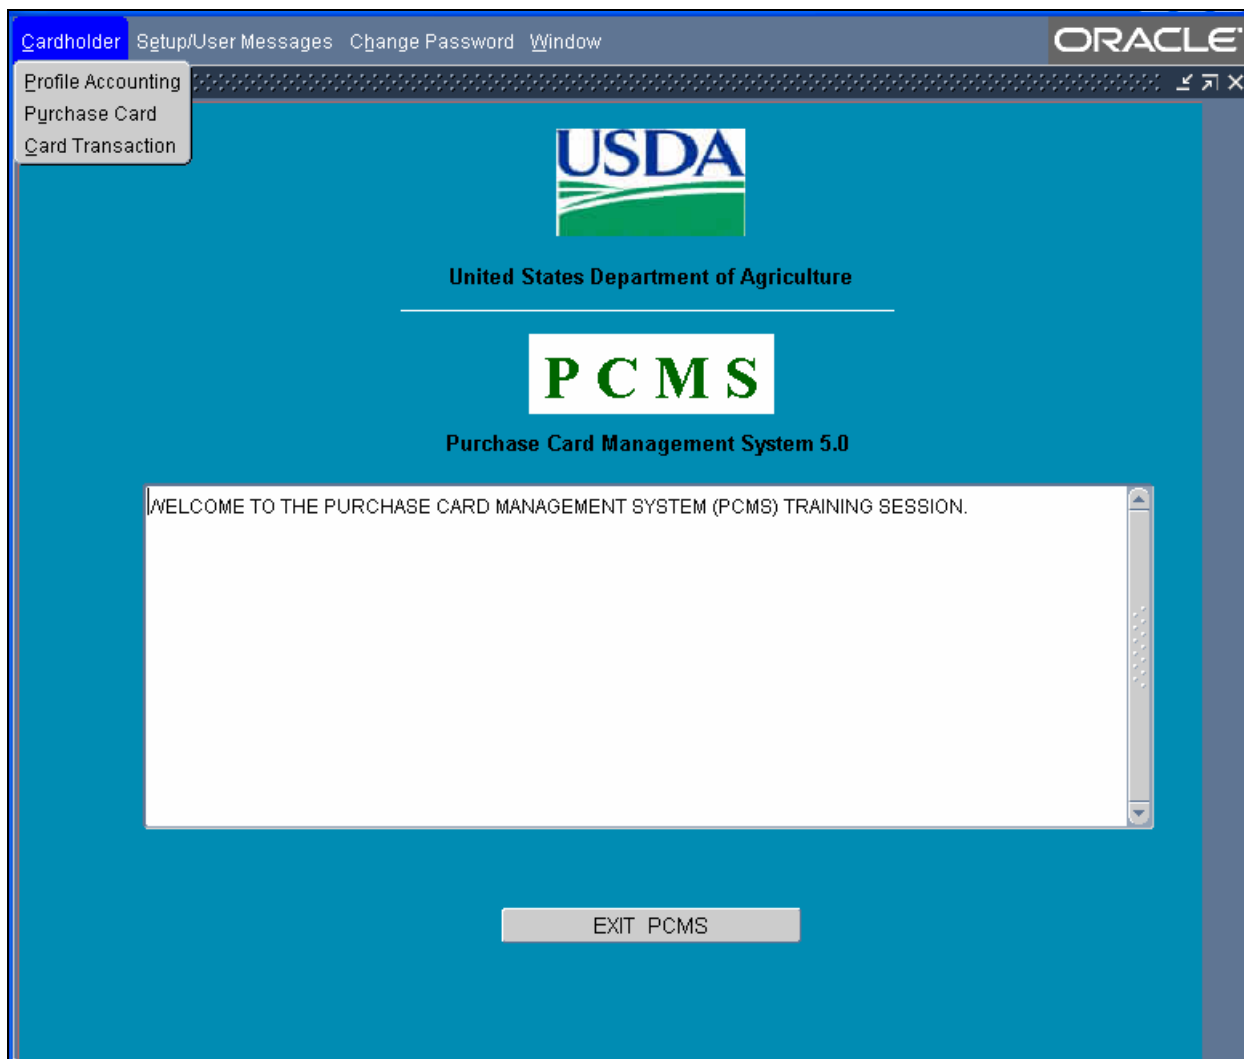 Cardholder Setup/User Messages Change Password Window ORACLE
Profile Accounting
Purchase Card
Card Transaction
USDA
United States Department of Agriculture
P C M S
Purchase Card Management System 5.0
WELCOME TO THE PURCHASE CARD MANAGEMENT SYSTEM (PCMS) TRAINING SESSION.
EXIT PCMS